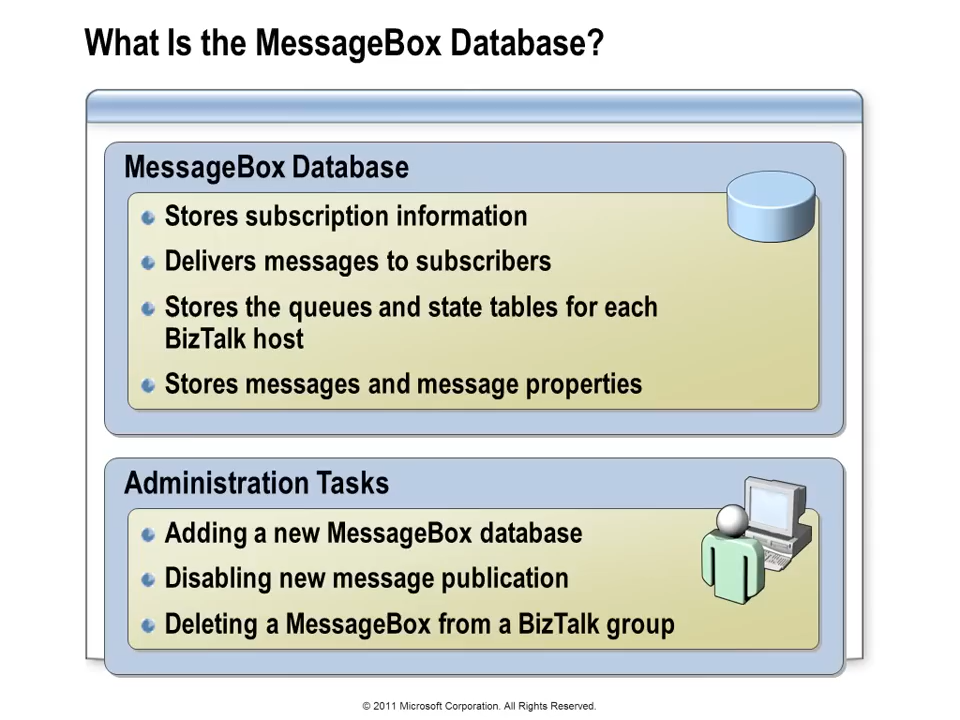 What Is the MessageBox Database?
MessageBox Database
Stores subscription information
Delivers messages to subscribers
Stores the queues and state tables for each
BizTalk host
Stores messages and message properties
Administration Tasks
Adding a new MessageBox database
Disabling new message publication
Deleting a MessageBox from a BizTalk group
© 2011 Microsoft Corporation. All Rights Reserved.